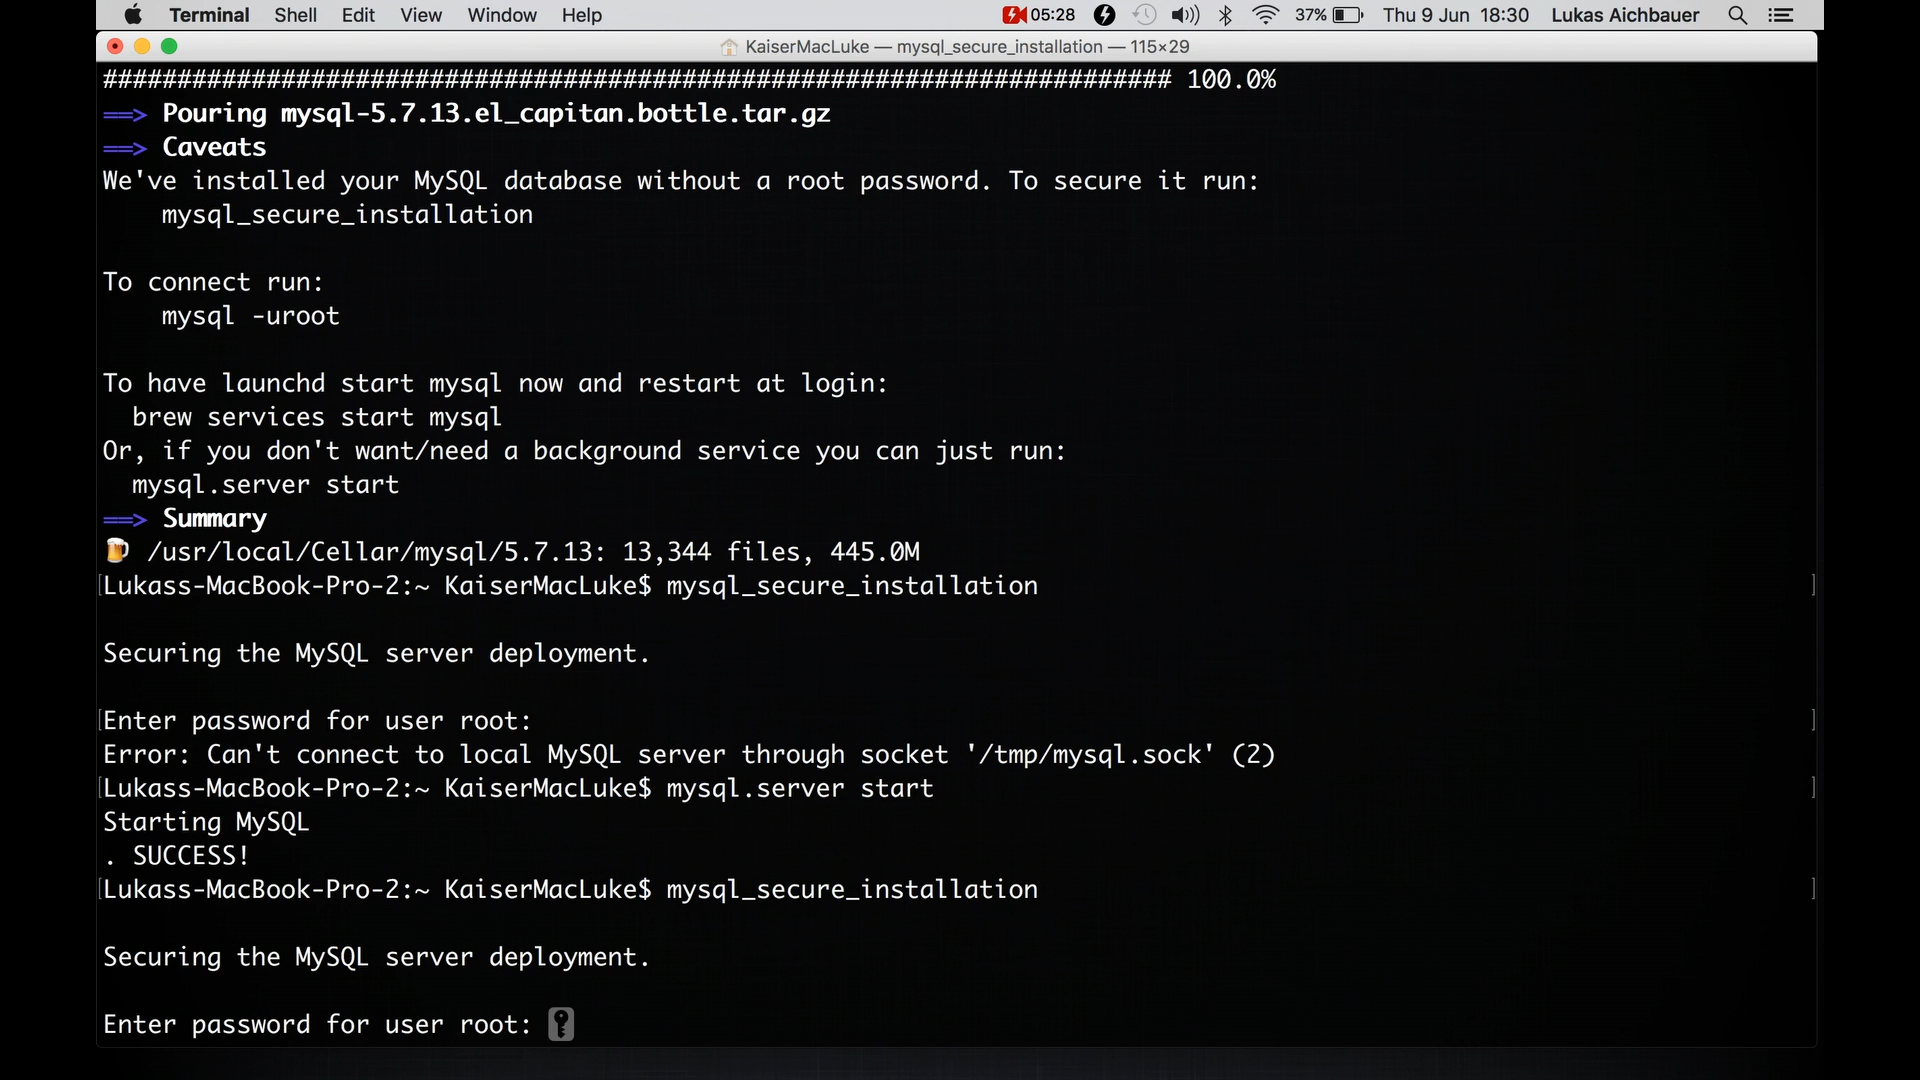 Terminal Shell Edit View Window Help 05:28 37% Thu 9 Jun 18:30 Lukas Aichbauer
KaiserMacLuke — mysql_secure_installation — 115×29
######################################################################## 100.0%
==> Pouring mysql-5.7.13.el_capitan.bottle.tar.gz
==> Caveats
We've installed your MySQL database without a root password. To secure it run:
    mysql_secure_installation

To connect run:
    mysql -uroot

To have launchd start mysql now and restart at login:
  brew services start mysql
Or, if you don't want/need a background service you can just run:
  mysql.server start
==> Summary
🍺 /usr/local/Cellar/mysql/5.7.13: 13,344 files, 445.0M
[Lukass-MacBook-Pro-2:~ KaiserMacLuke$ mysql_secure_installation ]

Securing the MySQL server deployment.

[Enter password for user root: ]
Error: Can't connect to local MySQL server through socket '/tmp/mysql.sock' (2)
[Lukass-MacBook-Pro-2:~ KaiserMacLuke$ mysql.server start ]
Starting MySQL
. SUCCESS!
[Lukass-MacBook-Pro-2:~ KaiserMacLuke$ mysql_secure_installation ]

Securing the MySQL server deployment.

Enter password for user root: